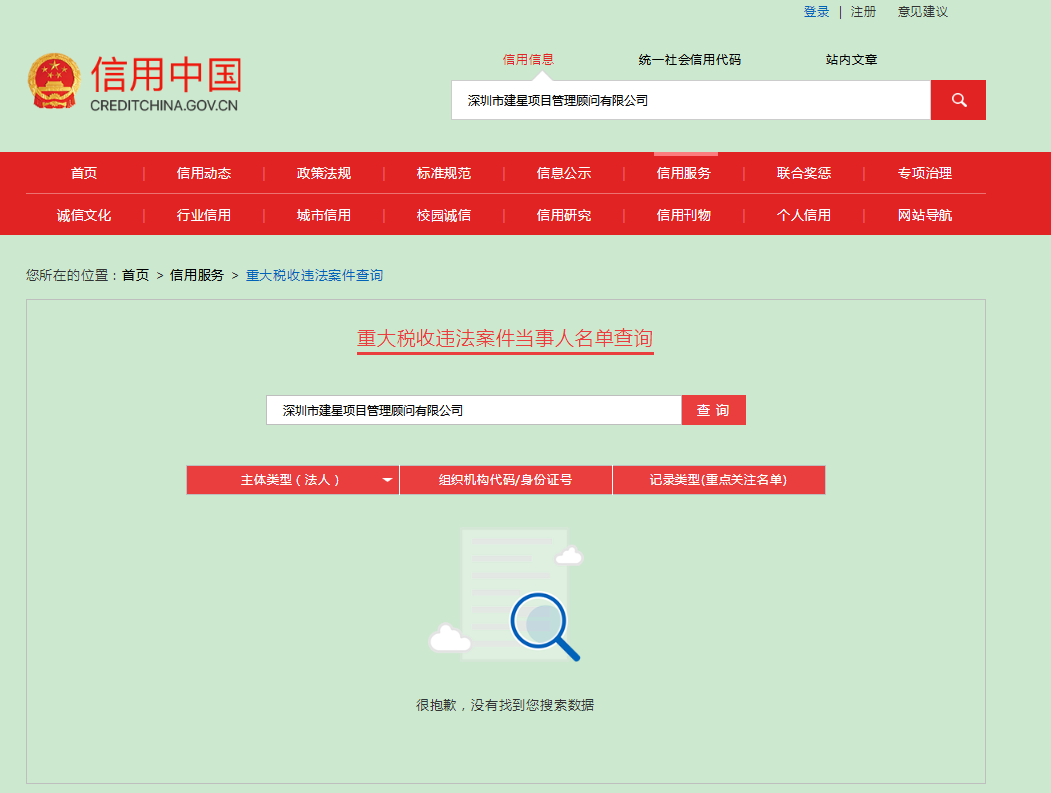 登录 | 注册 意见建议
信用中国
CREDITCHINA.GOV.CN
信用信息 统一社会信用代码 站内文章
深圳市建星项目管理顾问有限公司
首页 | 信用动态 | 政策法规 | 标准规范 | 信息公示 | 信用服务 | 联合奖惩 | 专项治理
诚信文化 | 行业信用 | 城市信用 | 校园诚信 | 信用研究 | 信用刊物 | 个人信用 | 网站导航
您所在的位置：首页 > 信用服务 > 重大税收违法案件查询
重大税收违法案件当事人名单查询
深圳市建星项目管理顾问有限公司 查 询
主体类型（法人） 组织机构代码/身份证号 记录类型(重点关注名单)
很抱歉，没有找到您搜索数据